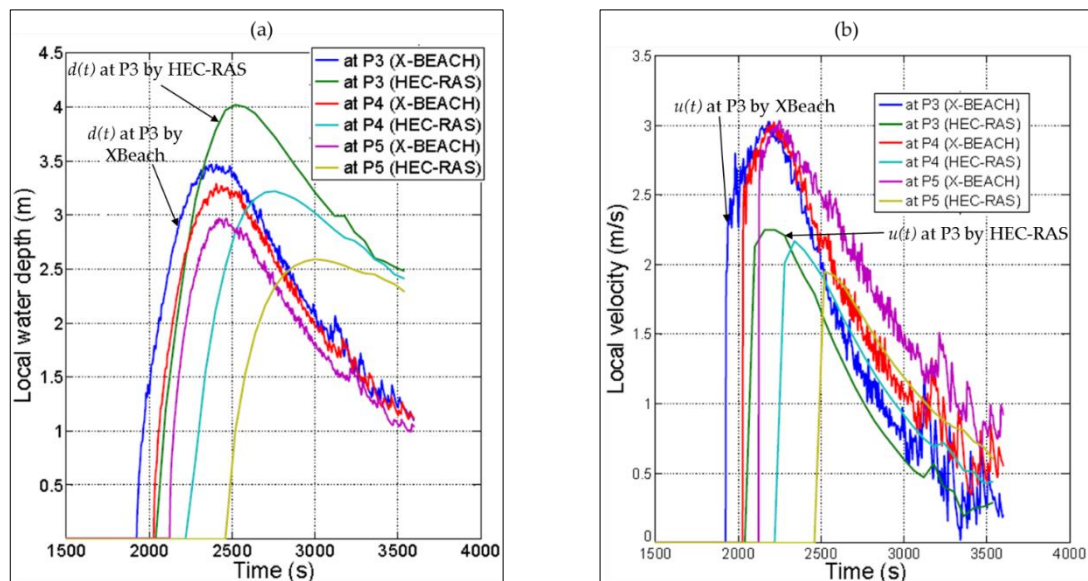 (a)
4.5
4
3.5
3
2.5
2
1.5
1
0.5
Local water depth (m)
d(t) at P3 by HEC-RAS
d(t) at P3 by
XBeach
at P3 (X-BEACH)
at P3 (HEC-RAS)
at P4 (X-BEACH)
at P4 (HEC-RAS)
at P5 (X-BEACH)
at P5 (HEC-RAS)
1500 2000 2500 3000 3500 4000
Time (s)
(b)
3.5
3
2.5
2
1.5
1
0.5
0
Local velocity (m/s)
u(t) at P3 by XBeach
at P3 (X-BEACH)
at P3 (HEC-RAS)
at P4 (X-BEACH)
at P4 (HEC-RAS)
at P5 (X-BEACH)
at P5 (HEC-RAS)
u(t) at P3 by HEC-RAS
1500 2000 2500 3000 3500 4000
Time (s)